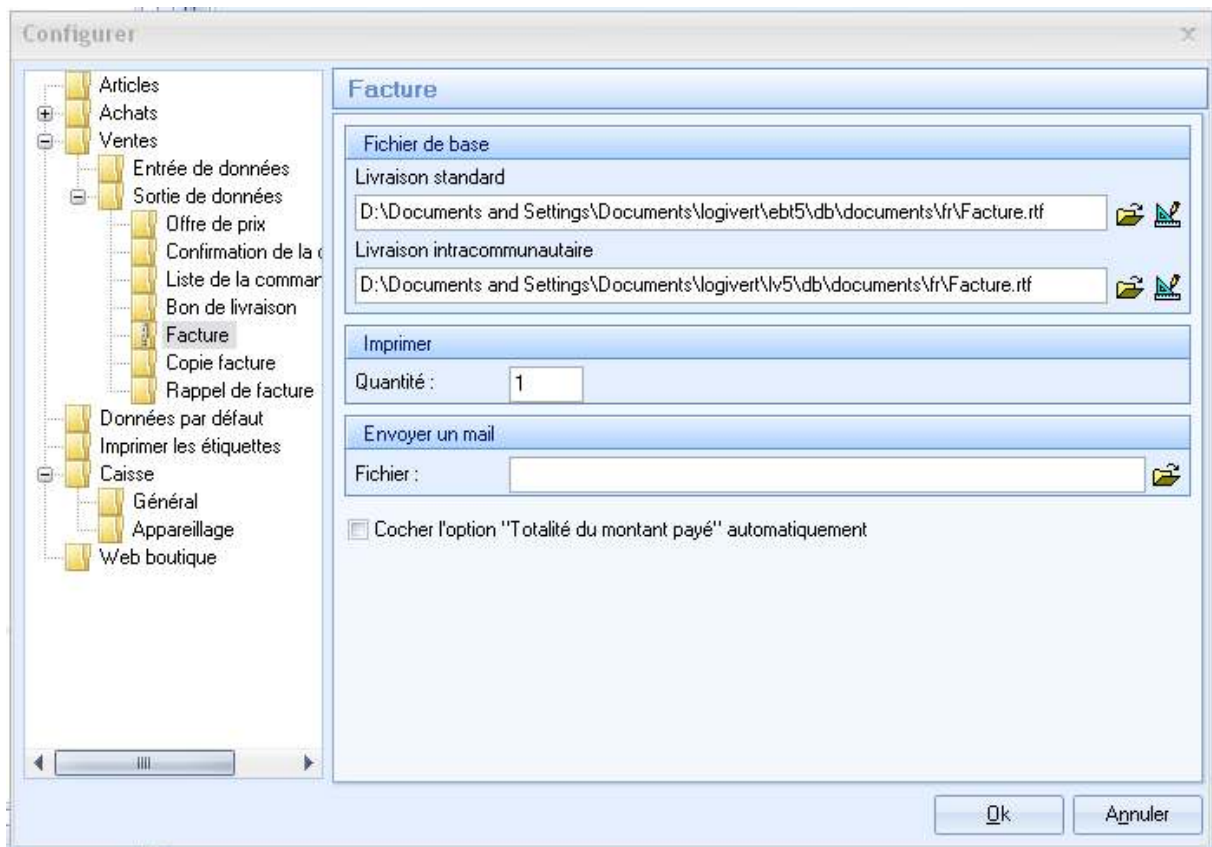 Configurer
Articles
Achats
Ventes
Entrée de données
Sortie de données
Offre de prix
Confirmation de la
Liste de la comman
Bon de livraison
Facture
Copie facture
Rappel de facture
Données par défaut
Imprimer les étiquettes
Caisse
Général
Appareillage
Web boutique
Facture
Fichier de base
Livraison standard
D:\Documents and Settings\Documents\logivert\ebt5\db\documents\fr\Facture.rtf
Livraison intracommunautaire
D:\Documents and Settings\Documents\logivert\lv5\db\documents\fr\Facture.rtf
Imprimer
Quantité :
1
Envoyer un mail
Fichier :
Cocher l'option "Totalité du montant payé" automatiquement
Ok
Annuler